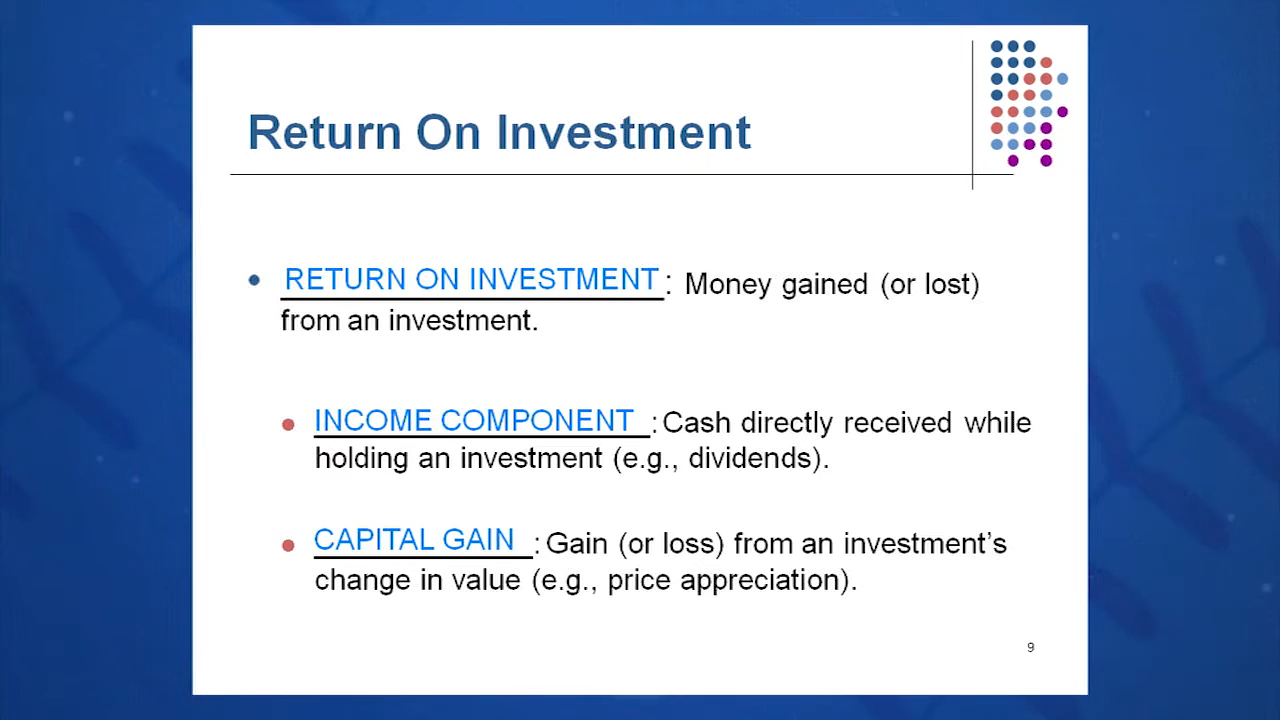 Return On Investment
• RETURN ON INVESTMENT: Money gained (or lost)
from an investment.
• INCOME COMPONENT: Cash directly received while
holding an investment (e.g., dividends).
• CAPITAL GAIN: Gain (or loss) from an investment's
change in value (e.g., price appreciation).
9